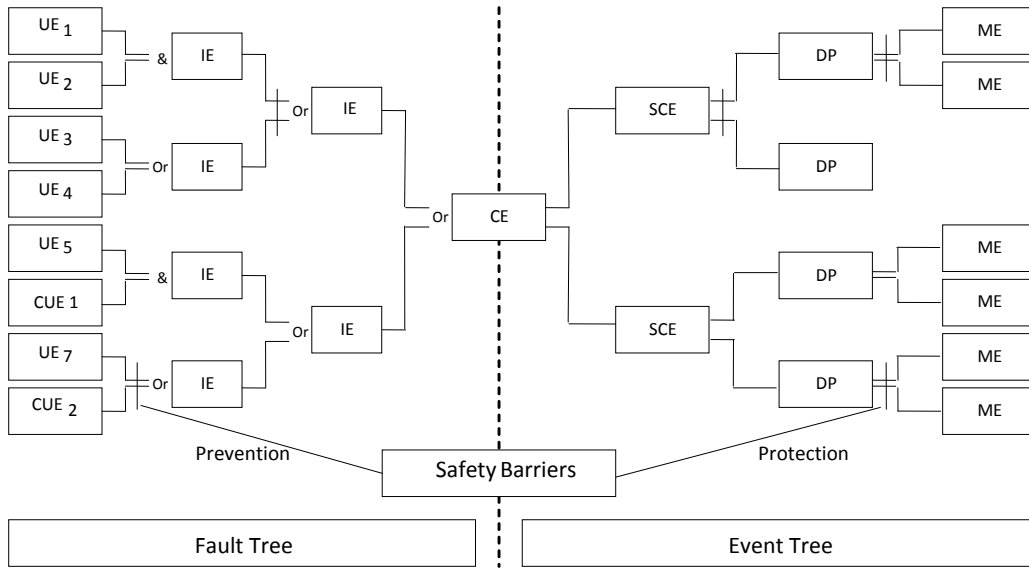 UE 1
UE 2
UE 3
UE 4
UE 5
CUE 1
UE 7
CUE 2
&
Or
&
Or
IE
IE
IE
IE
Or
Or
IE
IE
Or
CE
SCE
SCE
DP
DP
DP
DP
ME
ME
ME
ME
ME
ME
Prevention
Safety Barriers
Protection
Fault Tree
Event Tree